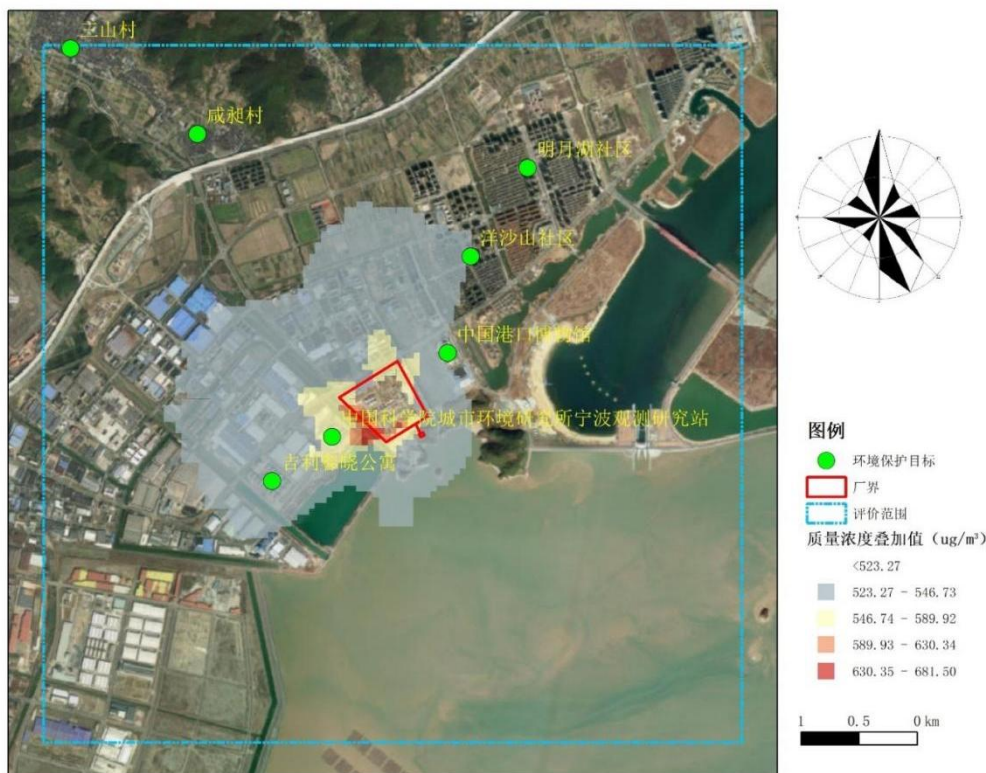 王山村
咸昶村
明月湖社区
洋沙山社区
中国港口博物馆
中国科学院城市环境研究所宁波观测研究站
吉利春晓公寓
图例
环境保护目标
厂界
评价范围
质量浓度叠加值（ug/m³）
<523.27
523.27 - 546.73
546.74 - 589.92
589.93 - 630.34
630.35 - 681.50
1 0.5 0 km